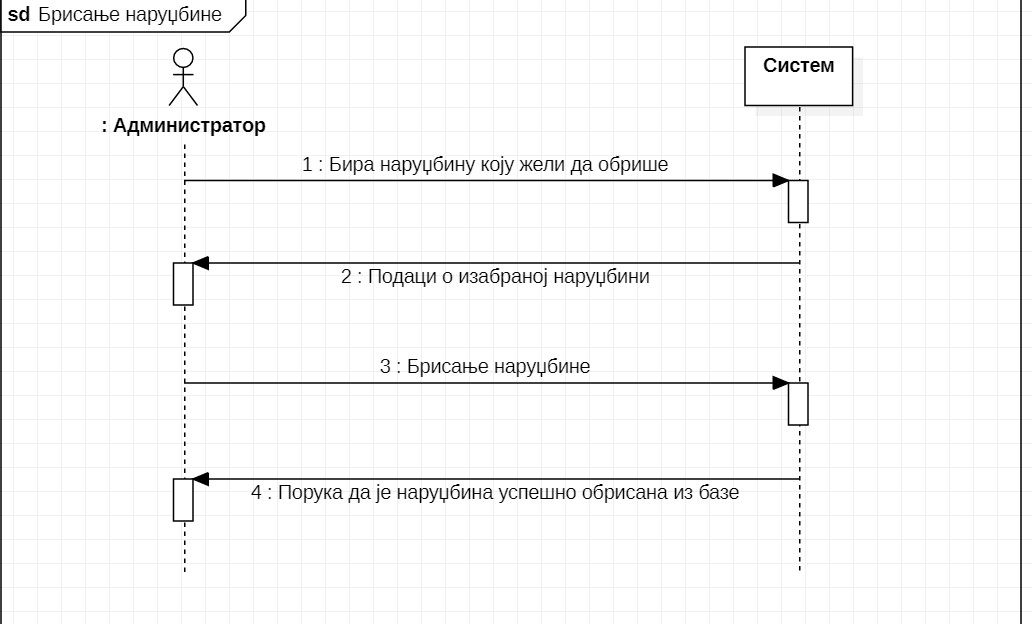 sd Брисање наруџбине
: Администратор
Систем
1 : Бира наруџбину коју жели да обрише
2 : Подаци о изабраној наруџбини
3 : Брисање наруџбине
4 : Порука да је наруџбина успешно обрисана из базе